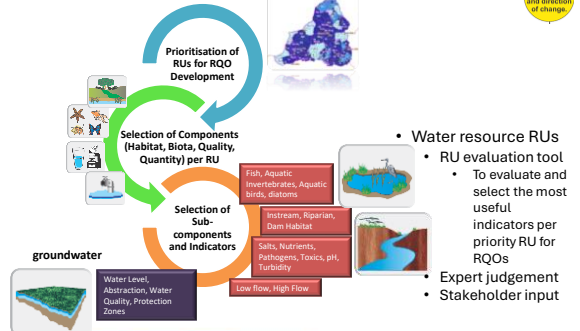 and direction
of change.
Prioritisation of
RUs for RQO
Development
Selection of Components
(Habitat, Biota, Quality,
Quantity) per RU
Selection of
Sub-
components
and Indicators
Fish, Aquatic
Invertebrates, Aquatic
birds, diatoms
Instream, Riparian,
Dam Habitat
Salts, Nutrients,
Pathogens, Toxics, pH,
Turbidity
Low flow, High Flow
groundwater
Water Level,
Abstraction, Water
Quality, Protection
Zones
• Water resource RUs
• RU evaluation tool
• To evaluate and
select the most
useful
indicators per
priority RU for
RQOs
• Expert judgement
• Stakeholder input